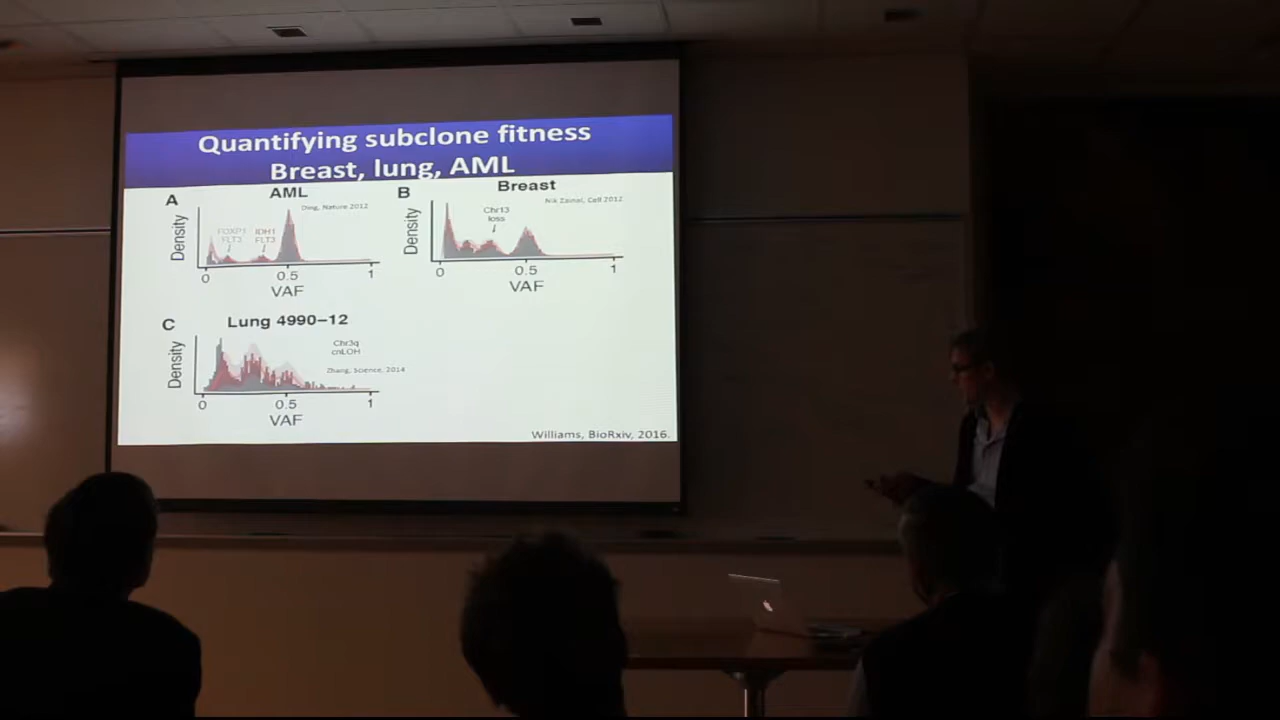 Quantifying subclone fitness
Breast, lung, AML
A
AML
Ding, Nature 2012
Density
FOXP1
FLT3
IDH1
FLT3
0
0.5
1
VAF
B
Breast
Nik Zainal, Cell 2012
Density
Chr13
loss
0
0.5
1
VAF
C
Lung 4990-12
Density
Chr3q
cnLOH
Zhang, Science, 2014
0
0.5
1
VAF
Williams, BioRxiv, 2016.